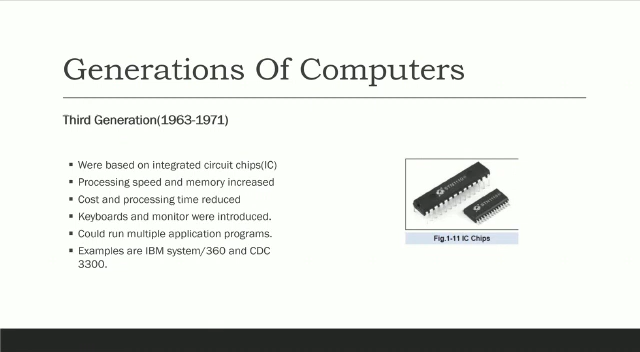 Generations Of Computers
Third Generation(1963-1971)
▪ Were based on integrated circuit chips(IC)
▪ Processing speed and memory increased
▪ Cost and processing time reduced
▪ Keyboards and monitor were introduced.
▪ Could run multiple application programs.
▪ Examples are IBM system/360 and CDC
3300.
Fig.1-11 IC Chips